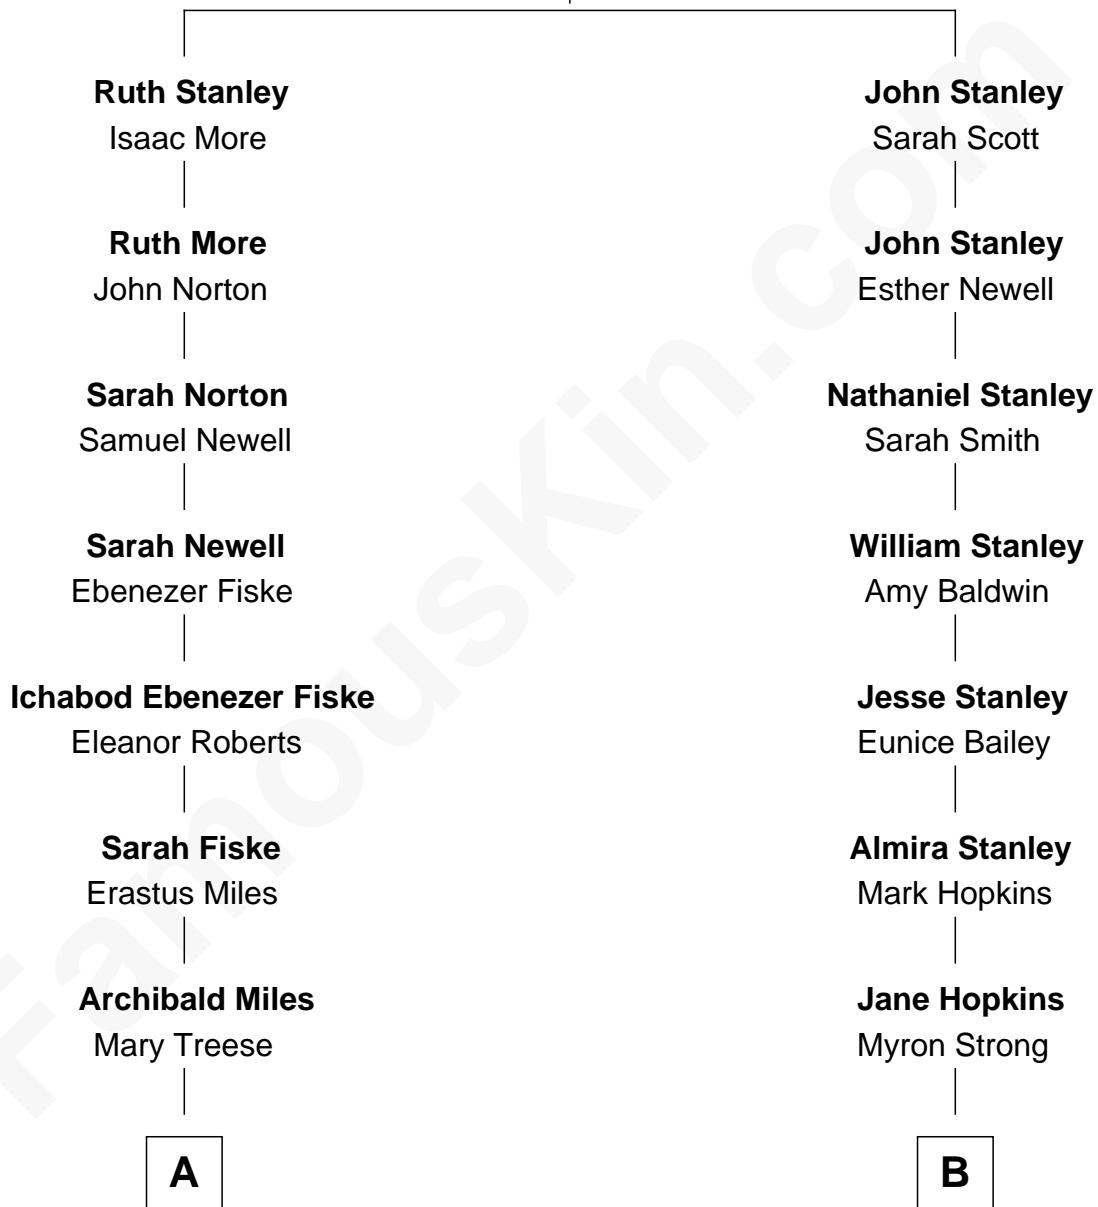 Ruth Stanley
Isaac More
Ruth More
John Norton
Sarah Norton
Samuel Newell
Sarah Newell
Ebenezer Fiske
Ichabod Ebenezer Fiske
Eleanor Roberts
Sarah Fiske
Erastus Miles
Archibald Miles
Mary Treese
A
John Stanley
Sarah Scott
John Stanley
Esther Newell
Nathaniel Stanley
Sarah Smith
William Stanley
Amy Baldwin
Jesse Stanley
Eunice Bailey
Almira Stanley
Mark Hopkins
Jane Hopkins
Myron Strong
B
FamousKin.com